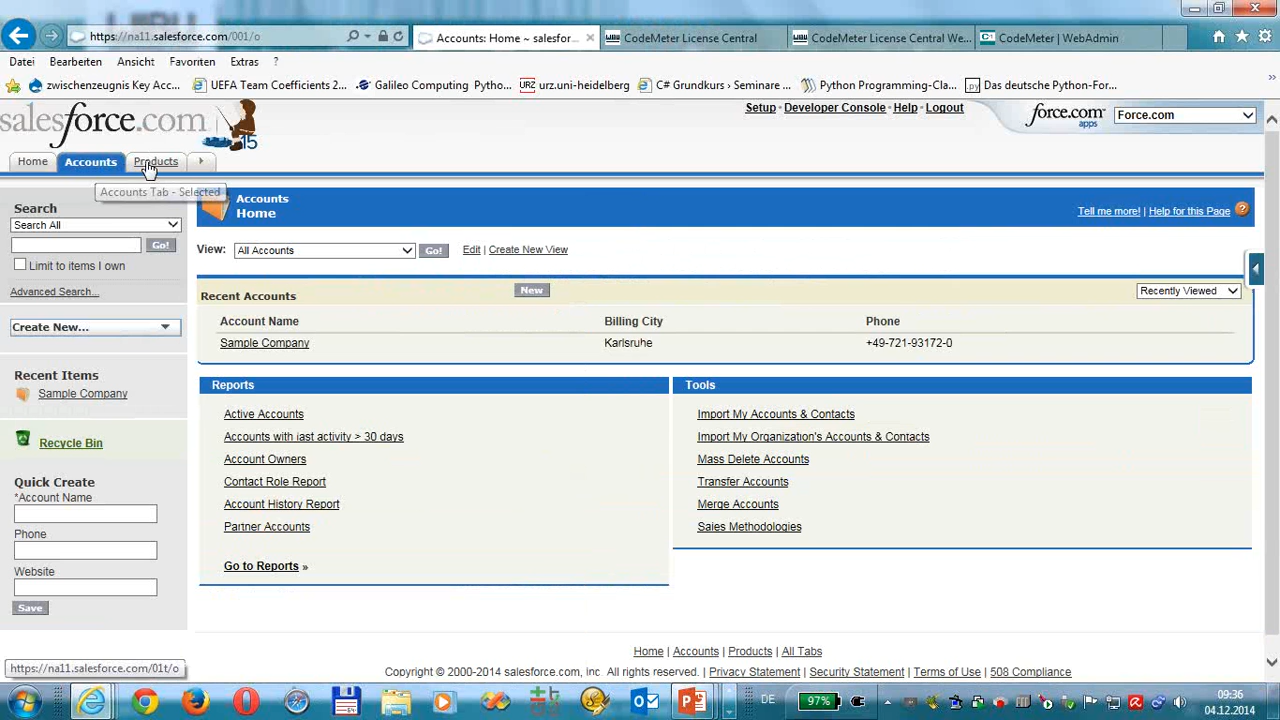 https://na11.salesforce.com/001/o
Accounts: Home ~ salesfor...
CodeMeter License Central
CodeMeter License Central We...
CodeMeter | WebAdmin
Datei Bearbeiten Ansicht Favoriten Extras ?
zwischenzeugnis Key Acc...
UEFA Team Coefficients 2...
Galileo Computing Python...
urz.uni-heidelberg
C# Grundkurs › Seminare ...
Python Programming-Cla...
Das deutsche Python-For...
salesforce.com
15
Setup Developer Console Help Logout
force.com
apps
Force.com
Home Accounts Products
Accounts Tab - Selected
Search
Search All
Go!
Limit to items I own
Advanced Search...
Create New...
Recent Items
Sample Company
Recycle Bin
Quick Create
*Account Name
Phone
Website
Save
Accounts
Home
Tell me more! | Help for this Page
View: All Accounts Go! Edit | Create New View
Recent Accounts New Recently Viewed
Account Name Billing City Phone
Sample Company Karlsruhe +49-721-93172-0
Reports
Active Accounts
Accounts with last activity > 30 days
Account Owners
Contact Role Report
Account History Report
Partner Accounts
Go to Reports »
Tools
Import My Accounts & Contacts
Import My Organization's Accounts & Contacts
Mass Delete Accounts
Transfer Accounts
Merge Accounts
Sales Methodologies
Home | Accounts | Products | All Tabs
Copyright © 2000-2014 salesforce.com, inc. All rights reserved. | Privacy Statement | Security Statement | Terms of Use | 508 Compliance
https://na11.salesforce.com/01t/o
DE
97%
09:36
04.12.2014